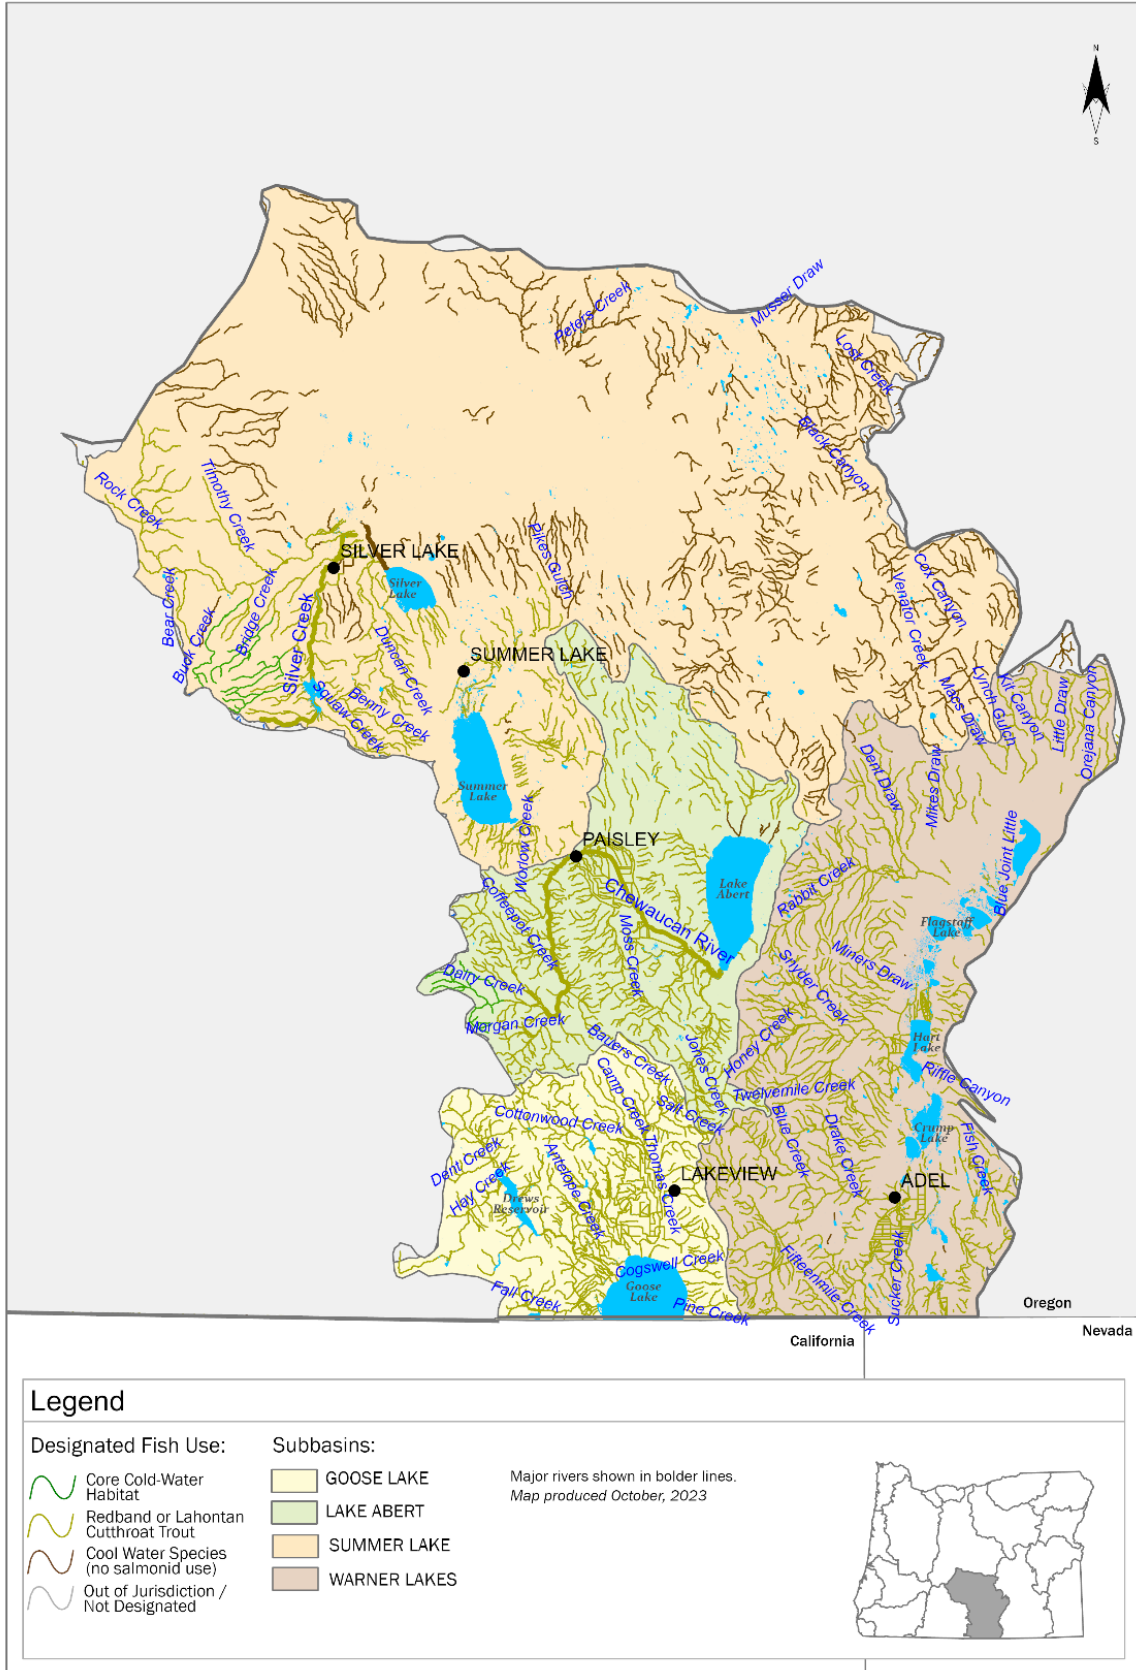 N
S
Peters Creek
Musser Draw
Lost Creek
Black Canyon
Rock Creek
Timothy Creek
Pikes Gulch
SILVER LAKE
Silver
Lake
Bear Creek
Buck Creek
Bridge Creek
Silver Creek
Duncan Creek
Squaw Creek
Benny Creek
SUMMER LAKE
Cox Canyon
Venator Creek
Lynch Gulch
Macs Draw
Kit Canyon
Little Draw
Orejana Canyon
Dent Draw
Mikes Draw
Summer
Lake
Worlow Creek
PAISLEY
Blue Joint Little
Lake
Abert
Rabbit Creek
Chewaucan River
Coffeepot Creek
Moss Creek
Flagstaff
Lake
Miners Draw
Snyder Creek
Dairy Creek
Morgan Creek
Bauers Creek
Jones Creek
Honey Creek
Hart
Lake
Riffle Canyon
Camp Creek
Salt Creek
Twelvemile Creek
Cottonwood Creek
Thomas Creek
Blue Creek
Drake Creek
Crump
Lake
Fish Creek
Dent Creek
Hay Creek
Antelope Creek
Drews
Reservoir
LAKEVIEW
ADEL
Cogswell Creek
Goose
Lake
Fall Creek
Pine Creek
Fifteenmile Creek
Sucker Creek
Oregon
Nevada
California
Legend
Designated Fish Use:
Core Cold-Water
Habitat
Redband or Lahontan
Cutthroat Trout
Cool Water Species
(no salmonid use)
Out of Jurisdiction /
Not Designated
Subbasins:
GOOSE LAKE
LAKE ABERT
SUMMER LAKE
WARNER LAKES
Major rivers shown in bolder lines.
Map produced October, 2023